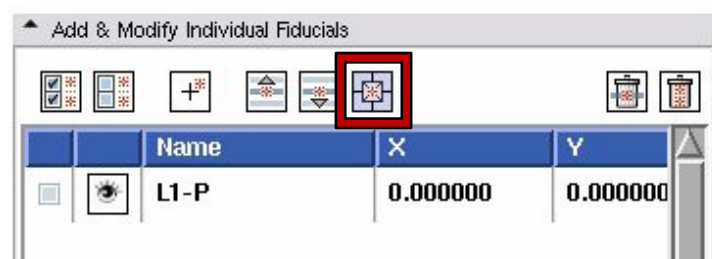 Add & Modify Individual Fiducials
Name X Y
L1-P 0.000000 0.000000